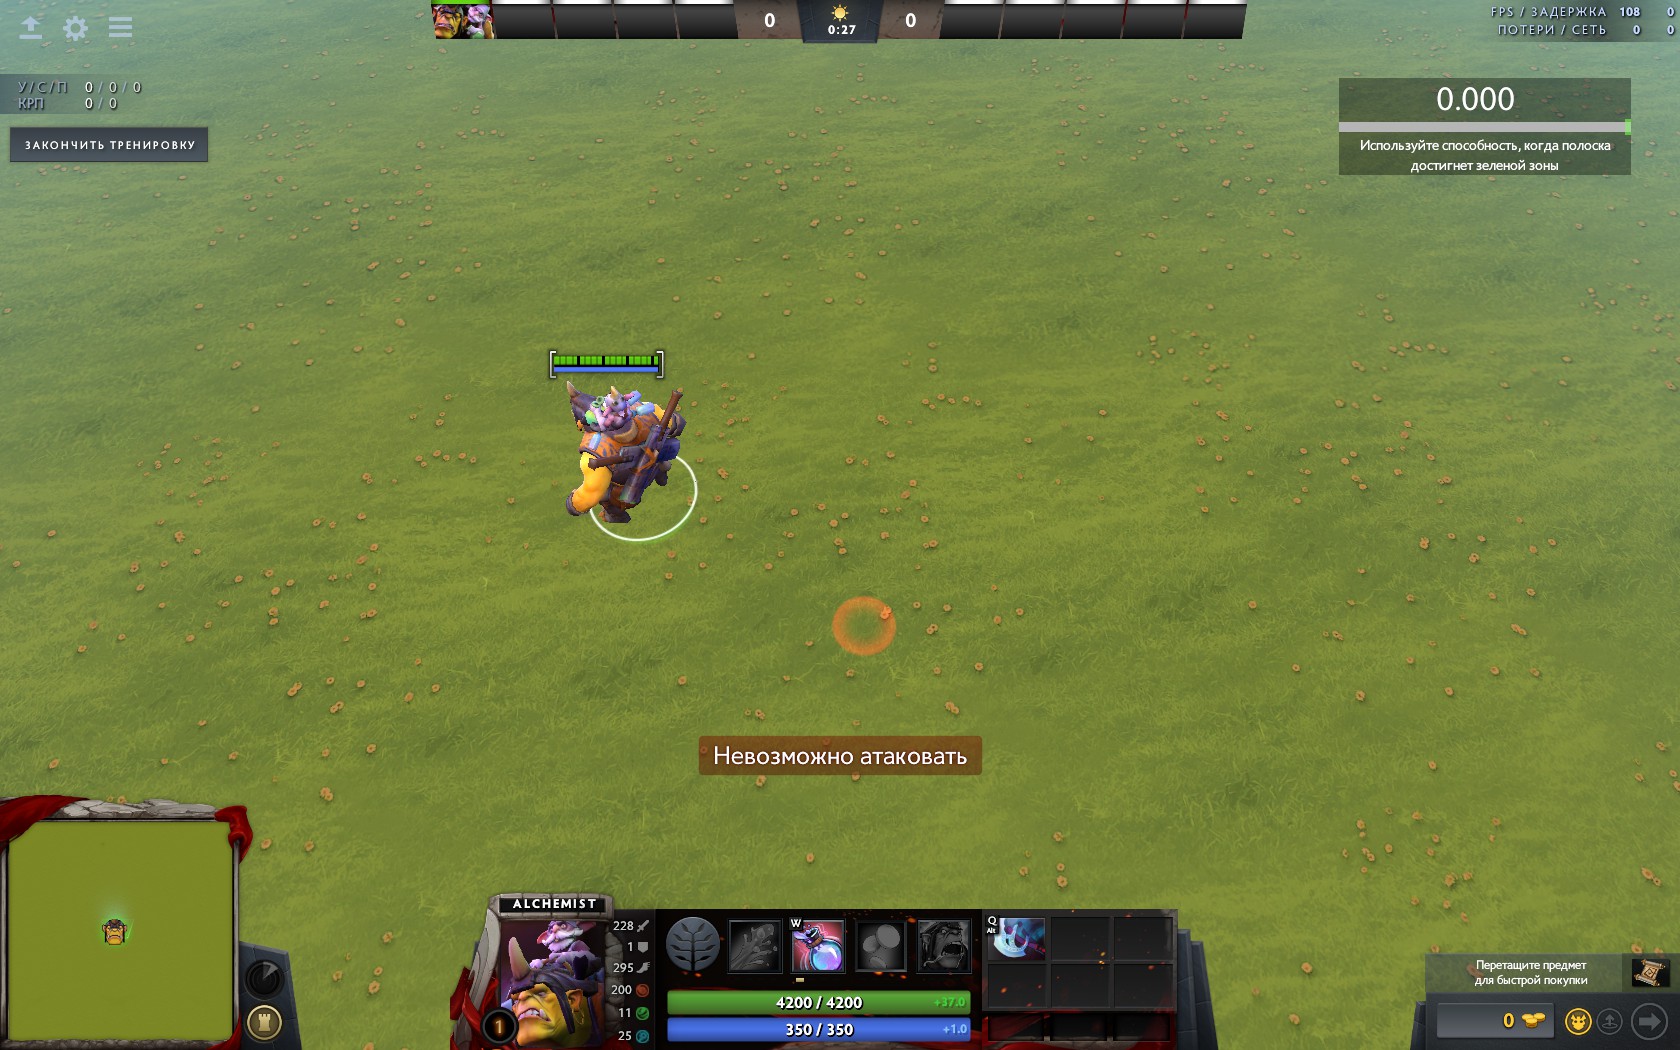 0
0:27
0
FPS / ЗАДЕРЖКА 108 0
ПОТЕРИ / СЕТЬ 0 0
У/С/П 0 / 0 / 0
КРП 0 / 0
ЗАКОНЧИТЬ ТРЕНИРОВКУ
0.000
Используйте способность, когда полоска
достигнет зеленой зоны
Невозможно атаковать
ALCHEMIST
228
1
295
200
11
25
1
W
Q
Alt
4200 / 4200 +37.0
350 / 350 +1.0
Перетащите предмет
для быстрой покупки
0